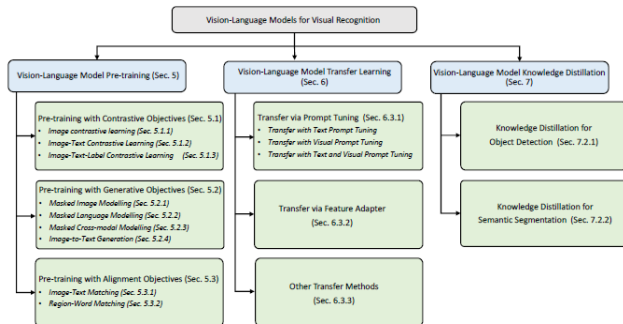 Vision-Language Models for Visual Recognition
Vision-Language Model Pre-training (Sec. 5)
Vision-Language Model Transfer Learning
(Sec. 6)
Vision-Language Model Knowledge Distillation
(Sec. 7)
Pre-training with Contrastive Objectives (Sec. 5.1)
• Image contrastive learning (Sec. 5.1.1)
• Image-Text Contrastive Learning (Sec. 5.1.2)
• Image-Text-Label Contrastive Learning (Sec. 5.1.3)
Pre-training with Generative Objectives (Sec. 5.2)
• Masked Image Modelling (Sec. 5.2.1)
• Masked Language Modelling (Sec. 5.2.2)
• Masked Cross-modal Modelling (Sec. 5.2.3)
• Image-to-Text Generation (Sec. 5.2.4)
Pre-training with Alignment Objectives (Sec. 5.3)
• Image-Text Matching (Sec. 5.3.1)
• Region-Word Matching (Sec. 5.3.2)
Transfer via Prompt Tuning (Sec. 6.3.1)
• Transfer with Text Prompt Tuning
• Transfer with Visual Prompt Tuning
• Transfer with Text and Visual Prompt Tuning
Transfer via Feature Adapter
(Sec. 6.3.2)
Other Transfer Methods
(Sec. 6.3.3)
Knowledge Distillation for
Object Detection (Sec. 7.2.1)
Knowledge Distillation for
Semantic Segmentation (Sec. 7.2.2)